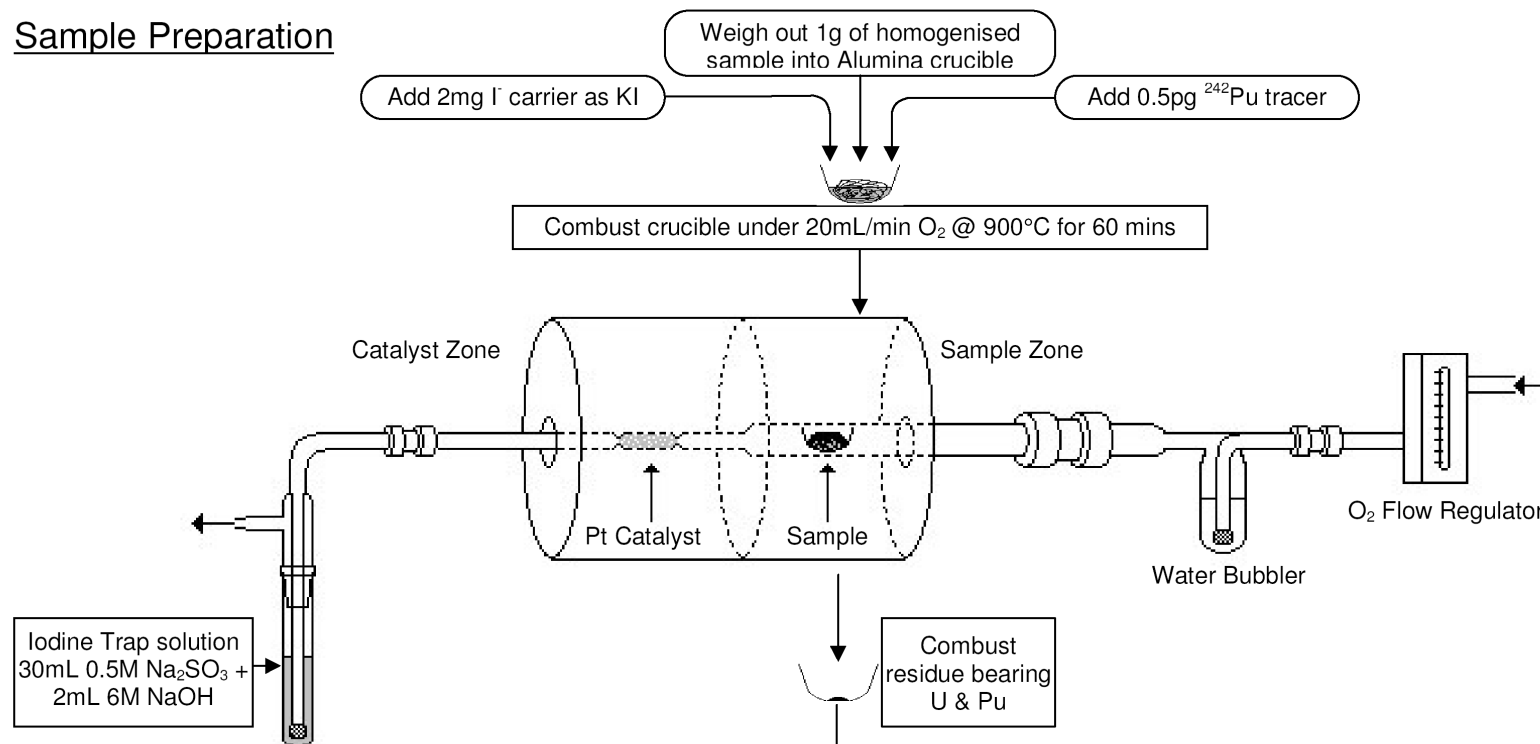 Sample Preparation
Weigh out 1g of homogenised
sample into Alumina crucible
Add 2mg I⁻ carrier as KI
Add 0.5pg ²⁴²Pu tracer
Combust crucible under 20mL/min O₂ @ 900°C for 60 mins
Catalyst Zone
Sample Zone
Pt Catalyst
Sample
O₂ Flow Regulator
Water Bubbler
Iodine Trap solution
30mL 0.5M Na₂SO₃ +
2mL 6M NaOH
Combust
residue bearing
U & Pu